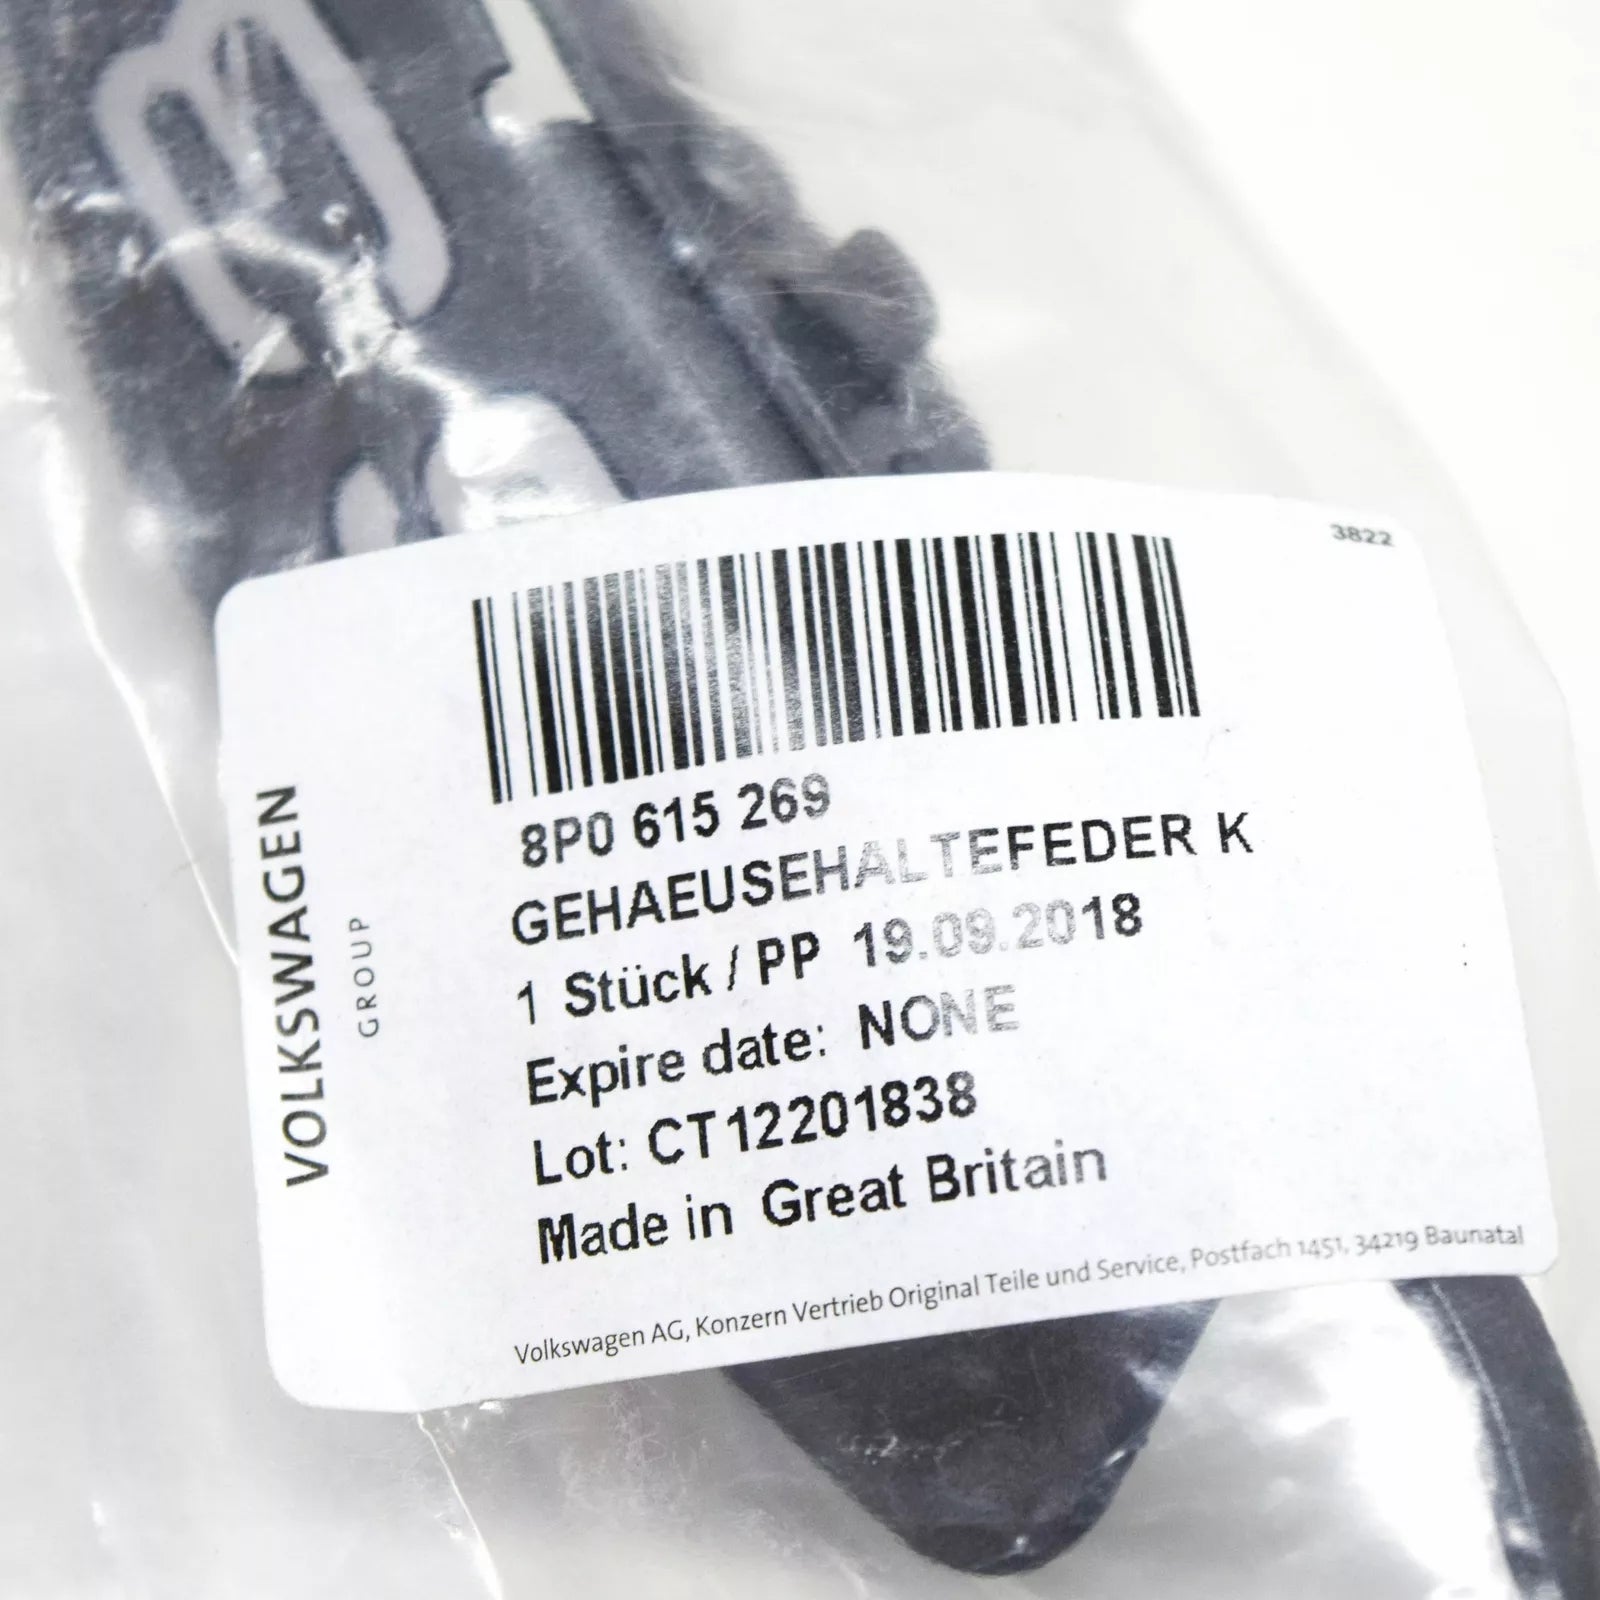 3822
8P0 615 269
GEHAEUSEHALTEFEDER K
1 Stück / PP 19.09.2018
Expire date: NONE
Lot: CT12201838
Made in Great Britain
VOLKSWAGEN
GROUP
Volkswagen AG, Konzern Vertrieb Original Teile und Service, Postfach 1451, 34219 Baunatal